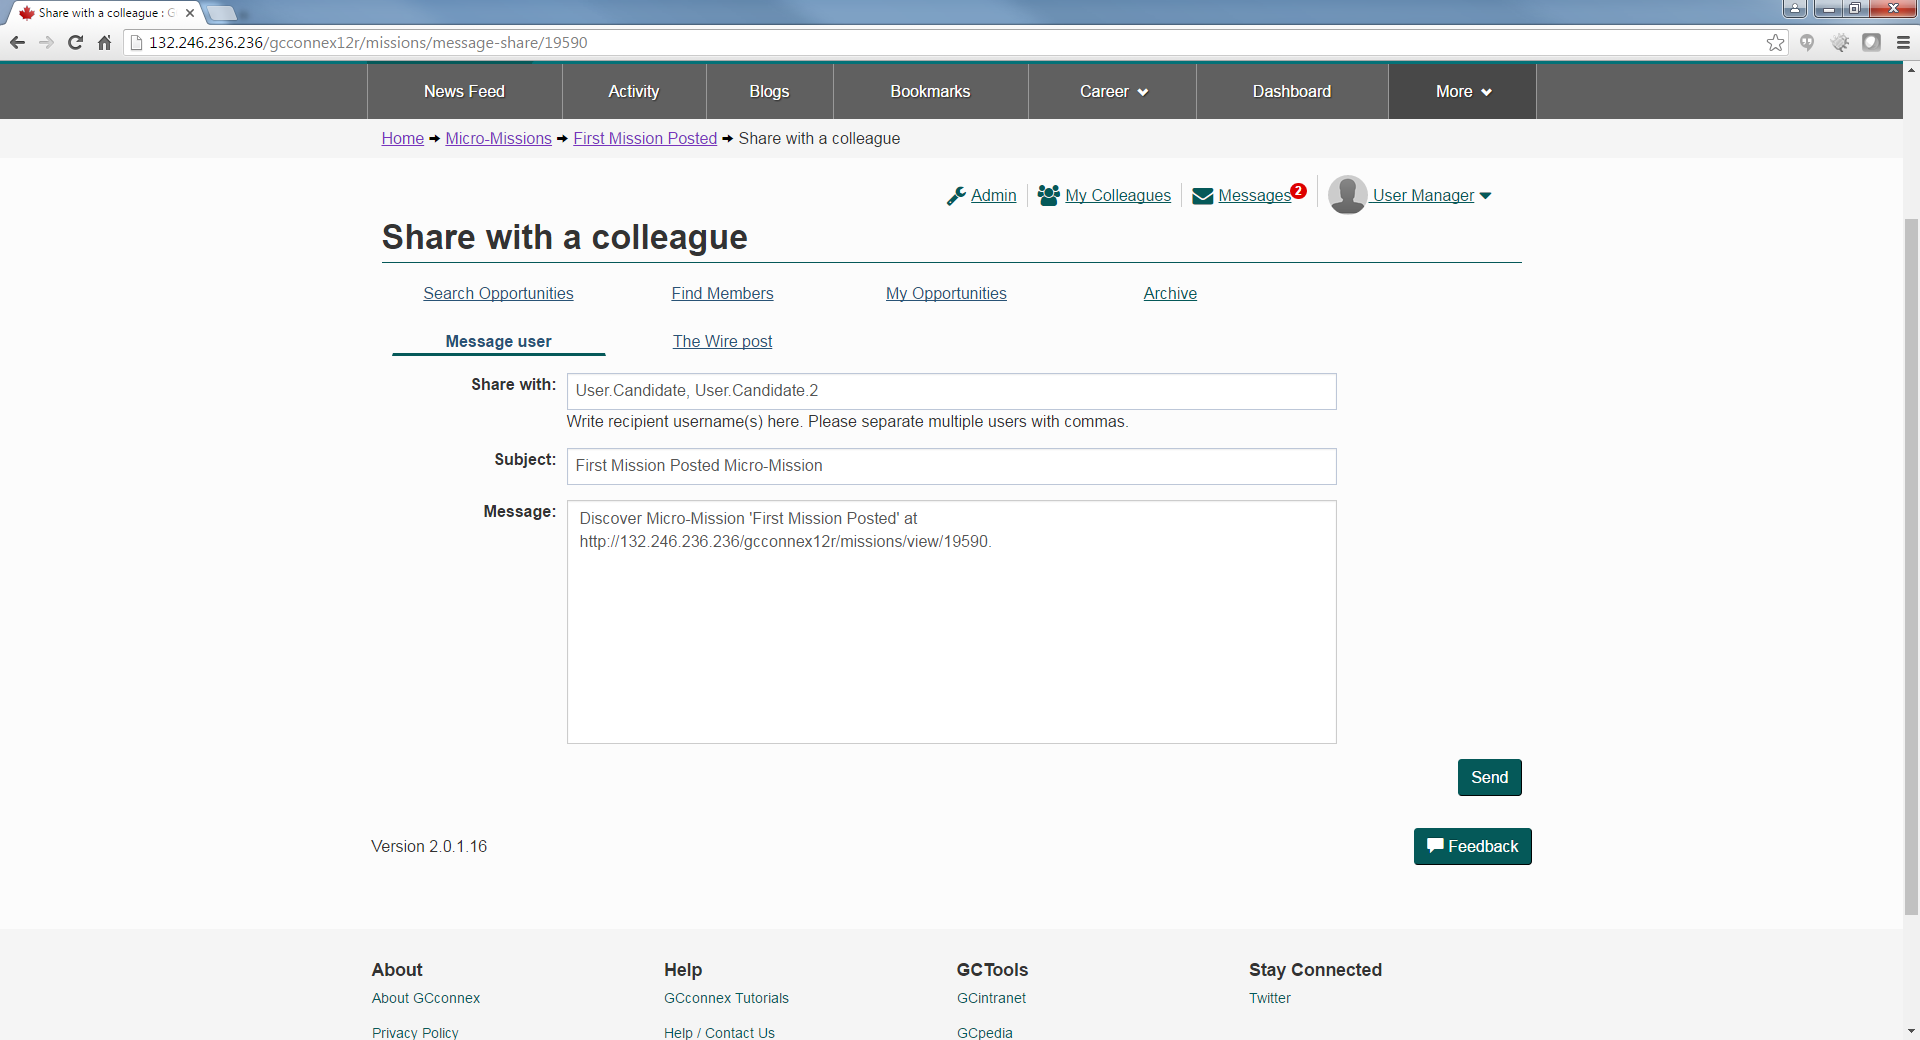 Share with a colleague : G
132.246.236.236/gcconnex12r/missions/message-share/19590
News Feed Activity Blogs Bookmarks Career Dashboard More
Home Micro-Missions First Mission Posted Share with a colleague
Admin My Colleagues Messages 2 User Manager
Share with a colleague
Search Opportunities Find Members My Opportunities Archive
Message user The Wire post
Share with: User.Candidate, User.Candidate.2
Write recipient username(s) here. Please separate multiple users with commas.
Subject: First Mission Posted Micro-Mission
Message: Discover Micro-Mission 'First Mission Posted' at
http://132.246.236.236/gcconnex12r/missions/view/19590.
Send
Version 2.0.1.16 Feedback
About Help GCTools Stay Connected
About GCconnex GCconnex Tutorials GCintranet Twitter
Privacy Policy Help / Contact Us GCpedia